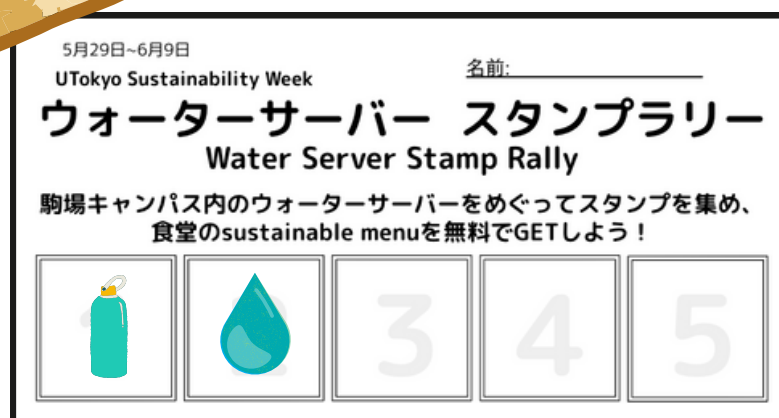 5月29日~6月9日
UTokyo Sustainability Week
名前:
ウォーターサーバー スタンプラリー
Water Server Stamp Rally
駒場キャンパス内のウォーターサーバーをめぐってスタンプを集め、
食堂のsustainable menuを無料でGETしよう！
1 2 3 4 5